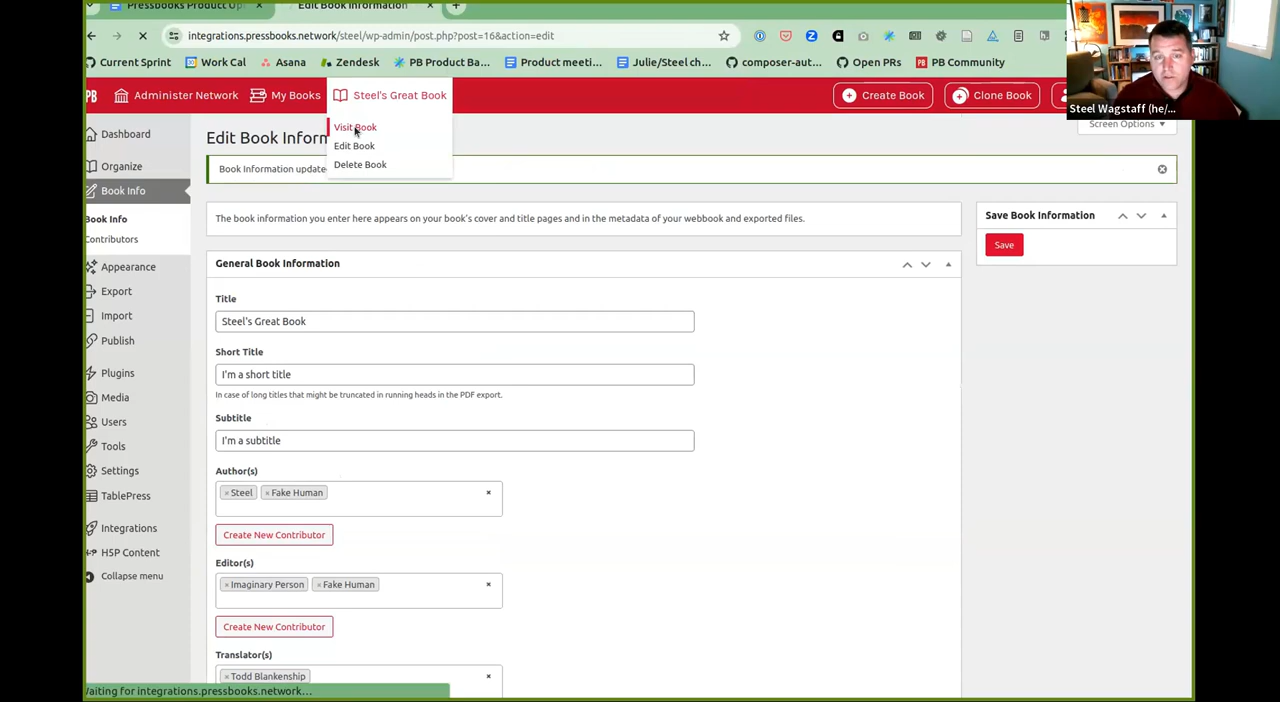 Pressbooks Product Up
Edit Book Information
integrations.pressbooks.network/steel/wp-admin/post.php?post=16&action=edit
Current Sprint
Work Cal
Asana
Zendesk
PB Product Ba...
Product meeti...
Julie/Steel ch...
composer-aut...
Open PRs
PB Community
PB
Administer Network
My Books
Steel's Great Book
Create Book
Clone Book
Steel Wagstaff (he/...
Visit Book
Edit Book
Delete Book
Screen Options
Dashboard
Organize
Book Info
Book Info
Contributors
Appearance
Export
Import
Publish
Plugins
Media
Users
Tools
Settings
TablePress
Integrations
H5P Content
Collapse menu
Edit Book Inform
Book Information update
The book information you enter here appears on your book's cover and title pages and in the metadata of your webbook and exported files.
Save Book Information
Save
General Book Information
Title
Steel's Great Book
Short Title
I'm a short title
In case of long titles that might be truncated in running heads in the PDF export.
Subtitle
I'm a subtitle
Author(s)
× Steel × Fake Human ×
Create New Contributor
Editor(s)
× Imaginary Person × Fake Human ×
Create New Contributor
Translator(s)
× Todd Blankenship ×
Waiting for integrations.pressbooks.network...